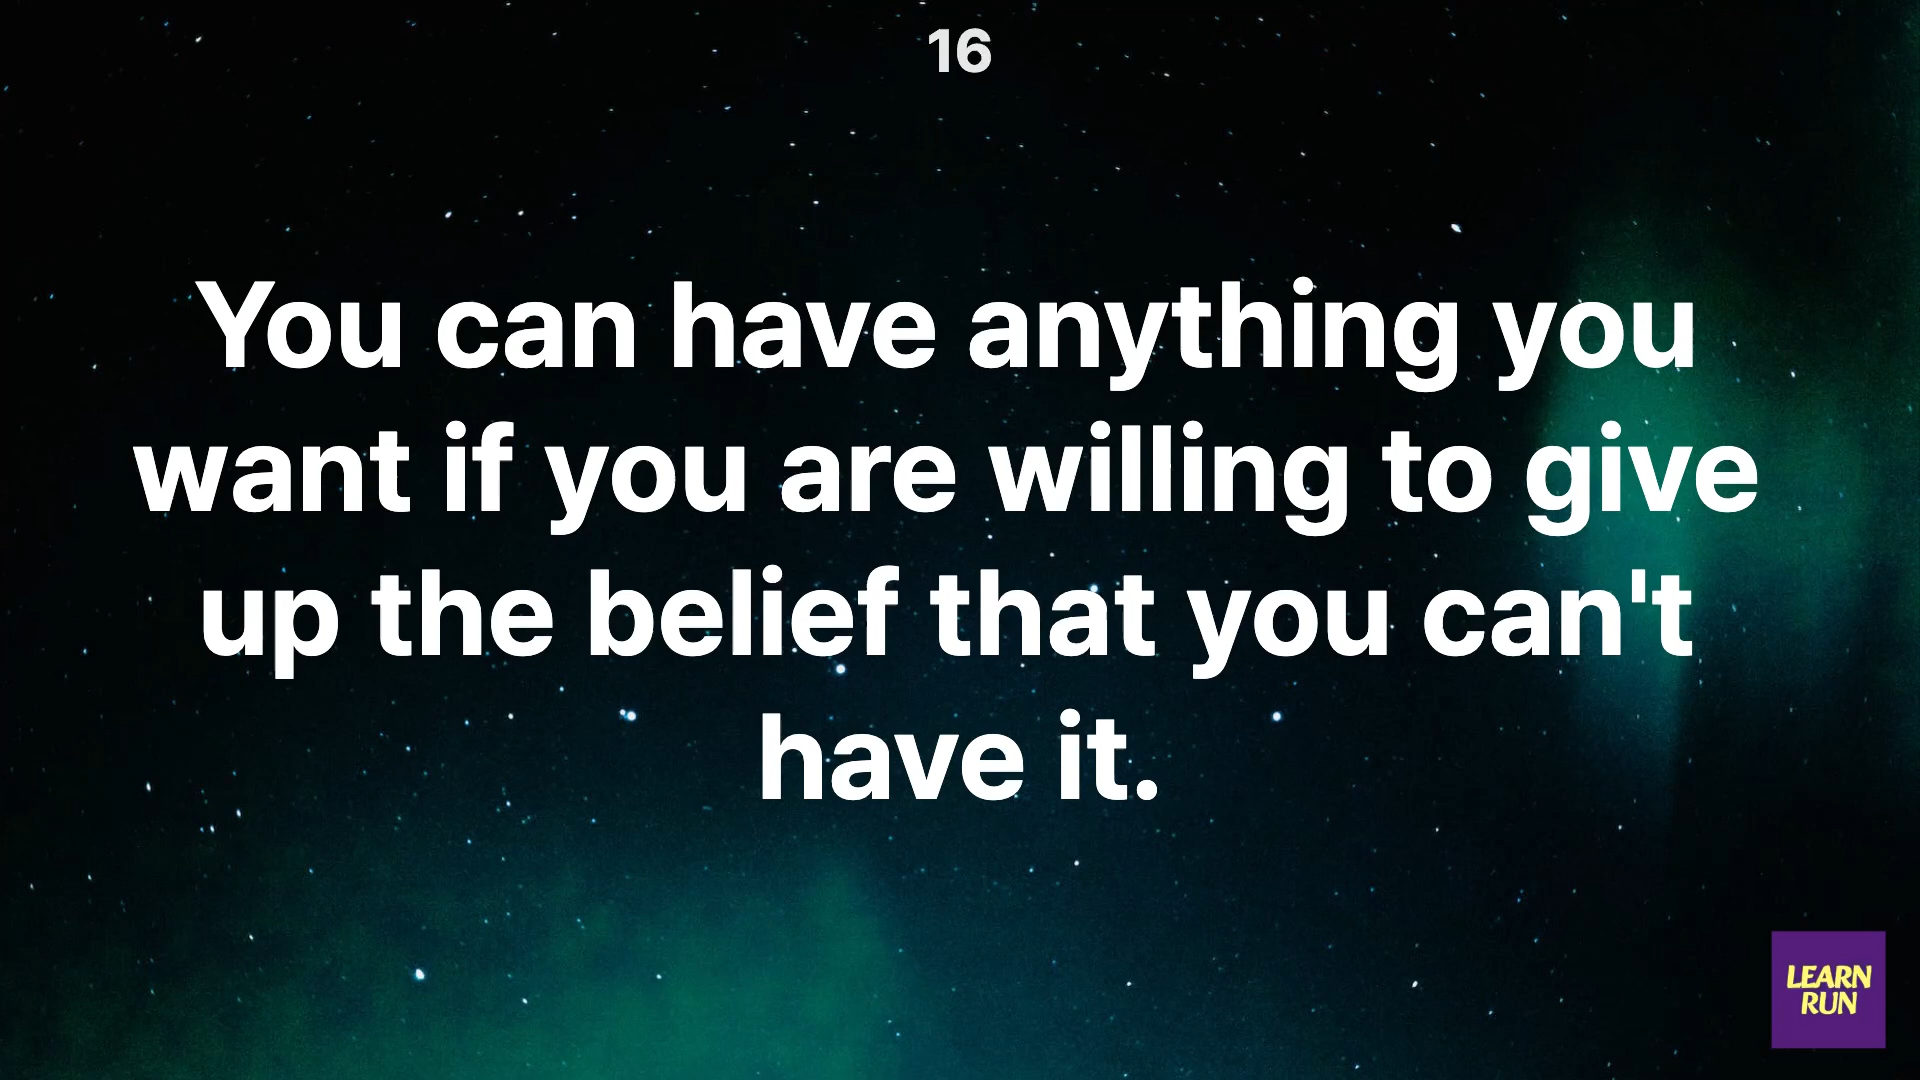 16
You can have anything you
want if you are willing to give
up the belief that you can't
have it.
LEARN
RUN